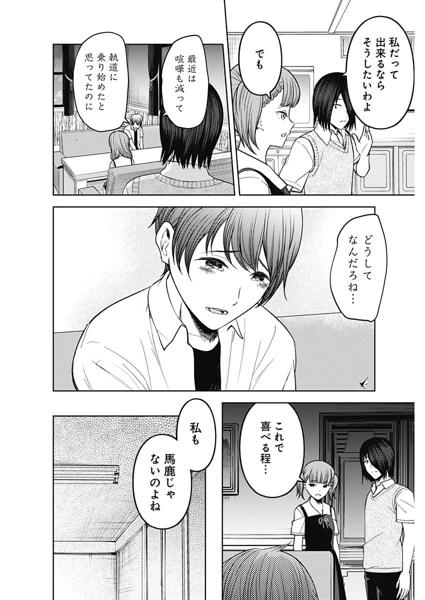 私だって
出来るなら
そうしたいわよ
でも
最近は
喧嘩も減って
軌道に
乗り始めたと
思ってたのに
どうして
なんだろね…
これで
喜べる程…
私も
馬鹿じゃ
ないのよね